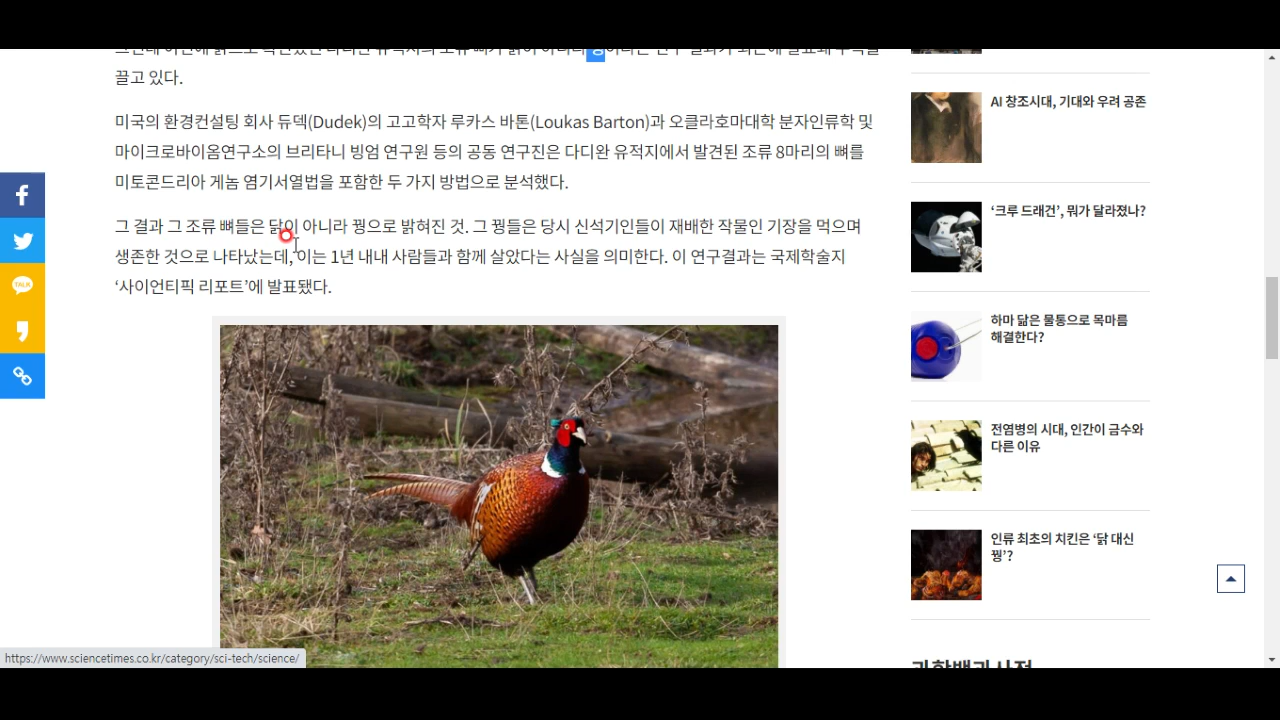 끌고 있다.
미국의 환경컨설팅 회사 듀덱(Dudek)의 고고학자 루카스 바톤(Loukas Barton)과 오클라호마대학 분자인류학 및
마이크로바이옴연구소의 브리타니 빙엄 연구원 등의 공동 연구진은 다디완 유적지에서 발견된 조류 8마리의 뼈를
미토콘드리아 게놈 염기서열법을 포함한 두 가지 방법으로 분석했다.
그 결과 그 조류 뼈들은 닭이 아니라 꿩으로 밝혀진 것. 그 꿩들은 당시 신석기인들이 재배한 작물인 기장을 먹으며
생존한 것으로 나타났는데, 이는 1년 내내 사람들과 함께 살았다는 사실을 의미한다. 이 연구결과는 국제학술지
‘사이언티픽 리포트’에 발표됐다.
TALK
AI 창조시대, 기대와 우려 공존
‘크루 드래건’, 뭐가 달라졌나?
하마 닮은 물통으로 목마름
해결한다?
전염병의 시대, 인간이 금수와
다른 이유
인류 최초의 치킨은 ‘닭 대신
꿩’?
https://www.sciencetimes.co.kr/category/sci-tech/science/